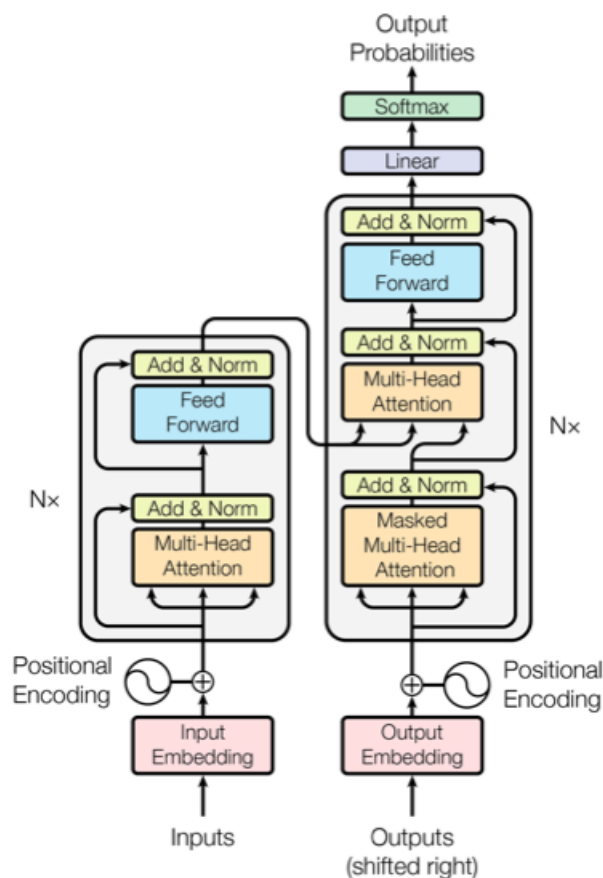 Output
Probabilities
Softmax
Linear
Add & Norm
Feed
Forward
Add & Norm
Multi-Head
Attention
Add & Norm
Masked
Multi-Head
Attention
N×
Add & Norm
Feed
Forward
Add & Norm
Multi-Head
Attention
N×
Positional
Encoding
Positional
Encoding
Input
Embedding
Output
Embedding
Inputs
Outputs
(shifted right)